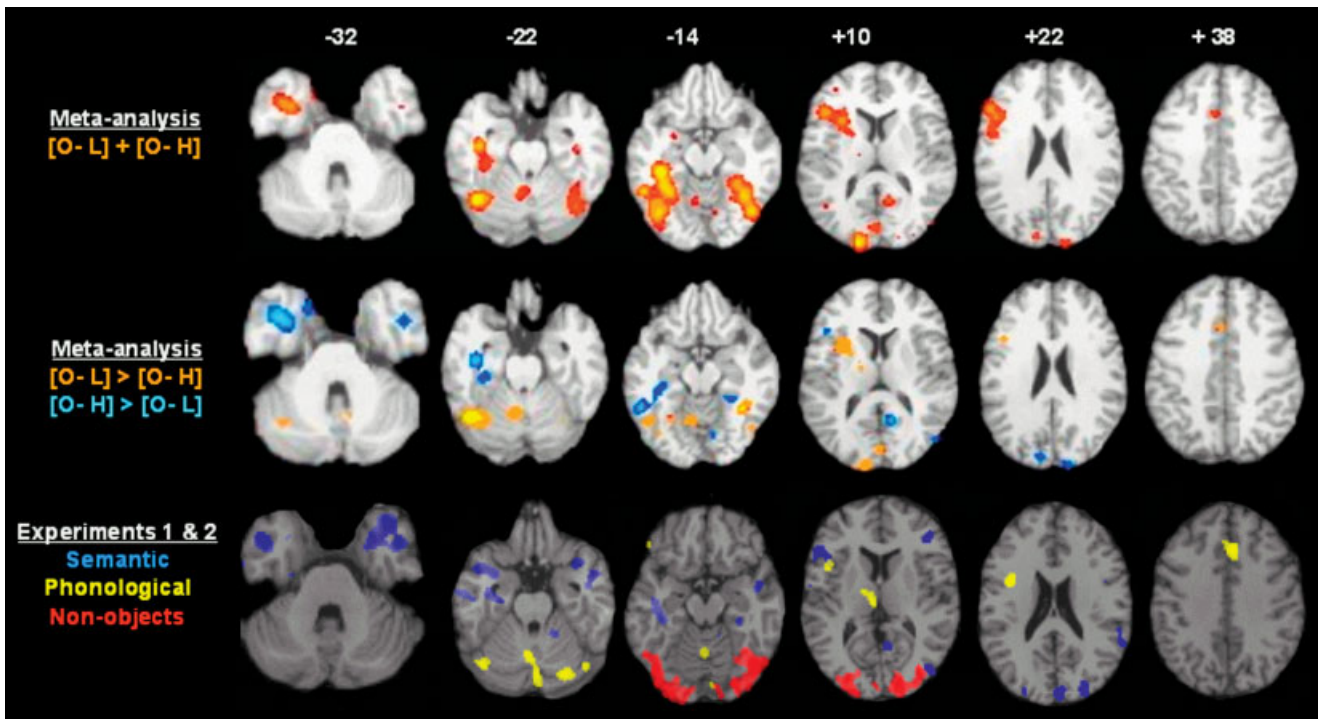 -32 -22 -14 +10 +22 + 38
Meta-analysis
[O- L] + [O- H]
Meta-analysis
[O- L] > [O- H]
[O- H] > [O- L]
Experiments 1 & 2
Semantic
Phonological
Non-objects